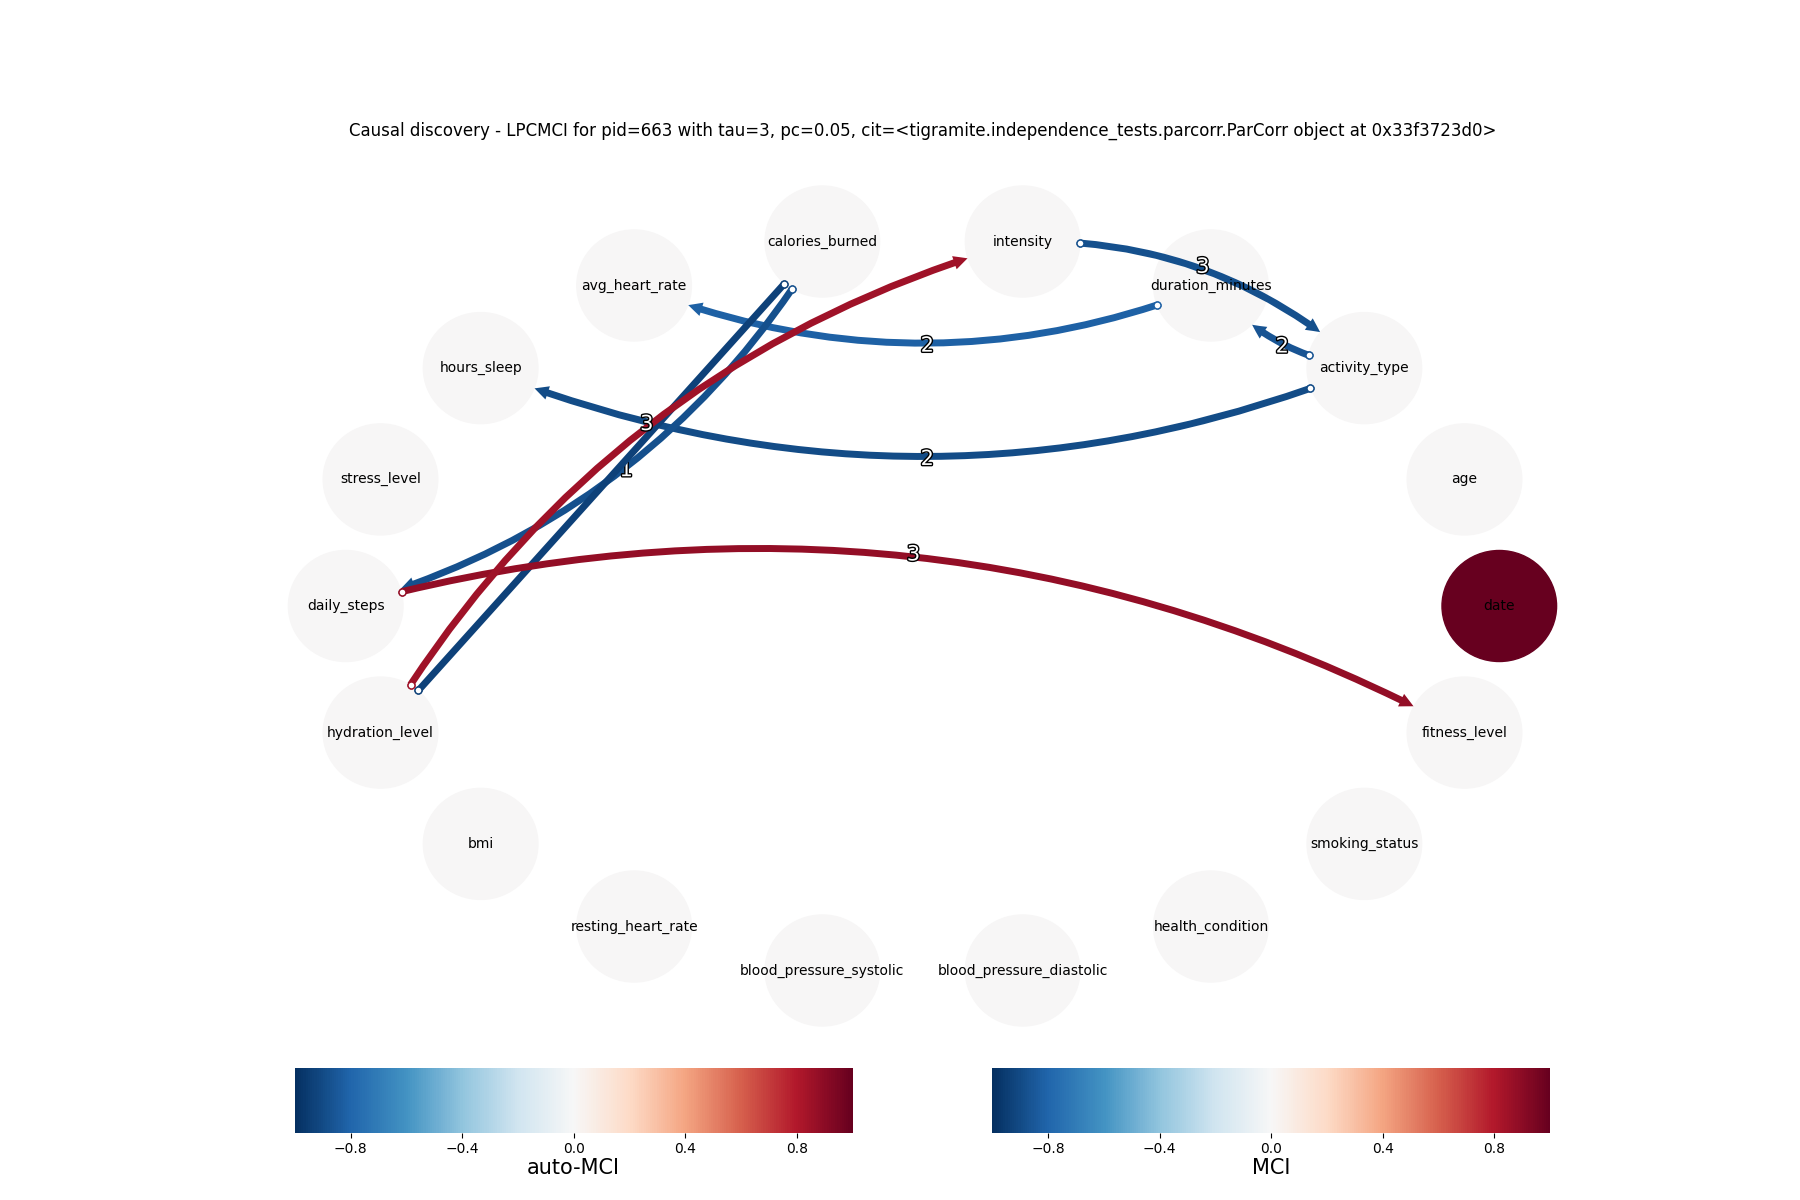 Causal discovery - LPCMCI for pid=663 with tau=3, pc=0.05, cit=<tigramite.independence_tests.parcorr.ParCorr object at 0x33f3723d0>
calories_burned
intensity
3
avg_heart_rate
duration_minutes
2
2
hours_sleep
activity_type
3
2
1
stress_level
age
3
daily_steps
date
hydration_level
fitness_level
bmi
smoking_status
resting_heart_rate
health_condition
blood_pressure_systolic
blood_pressure_diastolic
−0.8 −0.4 0.0 0.4 0.8
auto-MCI
−0.8 −0.4 0.0 0.4 0.8
MCI